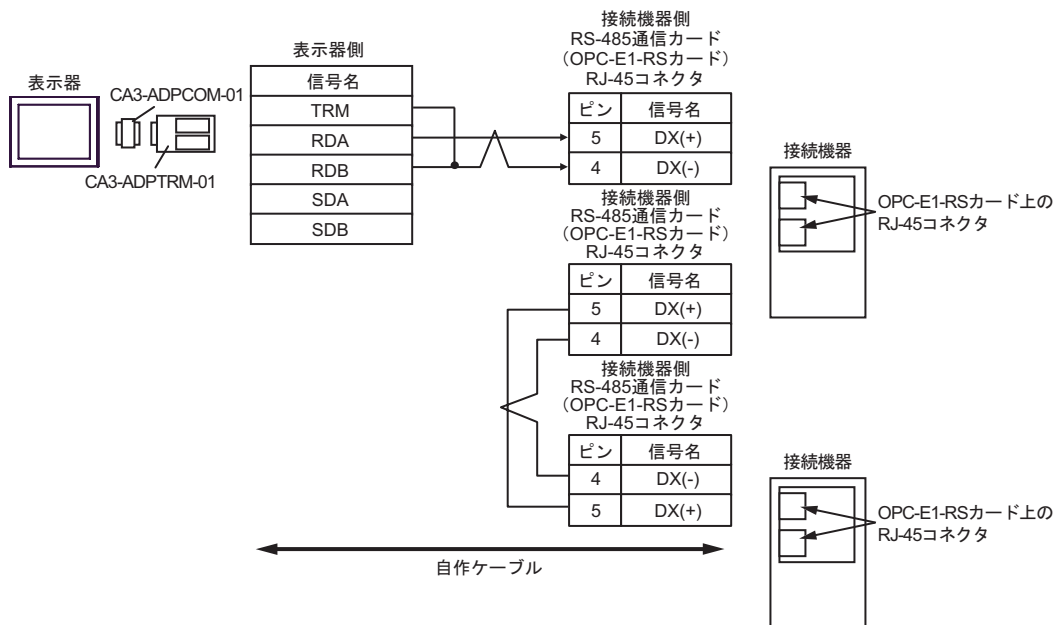 表示器
CA3-ADPCOM-01
CA3-ADPTRM-01
表示器側
信号名
TRM
RDA
RDB
SDA
SDB
接続機器側
RS-485通信カード
（OPC-E1-RSカード）
RJ-45コネクタ
ピン 信号名
5 DX(+)
4 DX(-)
接続機器側
RS-485通信カード
（OPC-E1-RSカード）
RJ-45コネクタ
ピン 信号名
5 DX(+)
4 DX(-)
接続機器側
RS-485通信カード
（OPC-E1-RSカード）
RJ-45コネクタ
ピン 信号名
4 DX(-)
5 DX(+)
自作ケーブル
接続機器
OPC-E1-RSカード上の
RJ-45コネクタ
接続機器
OPC-E1-RSカード上の
RJ-45コネクタ